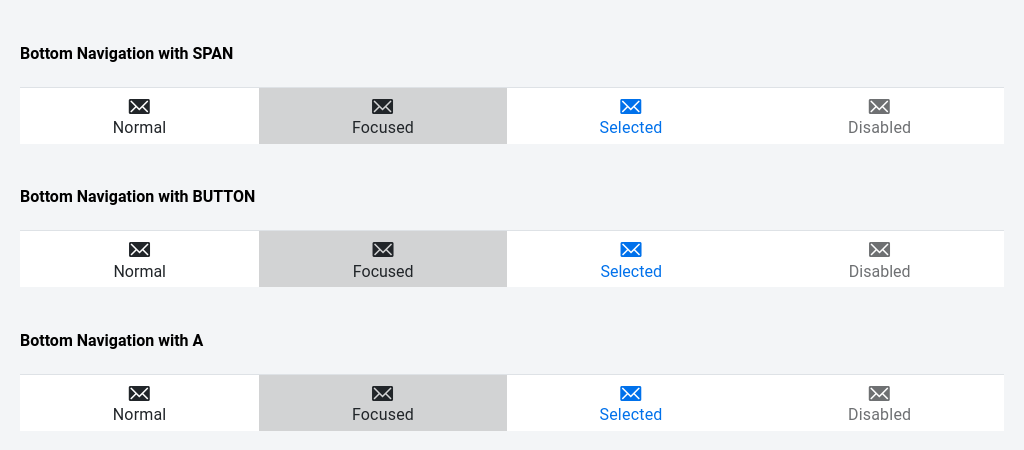 Bottom Navigation with SPAN
Normal Focused Selected Disabled
Bottom Navigation with BUTTON
Normal Focused Selected Disabled
Bottom Navigation with A
Normal Focused Selected Disabled